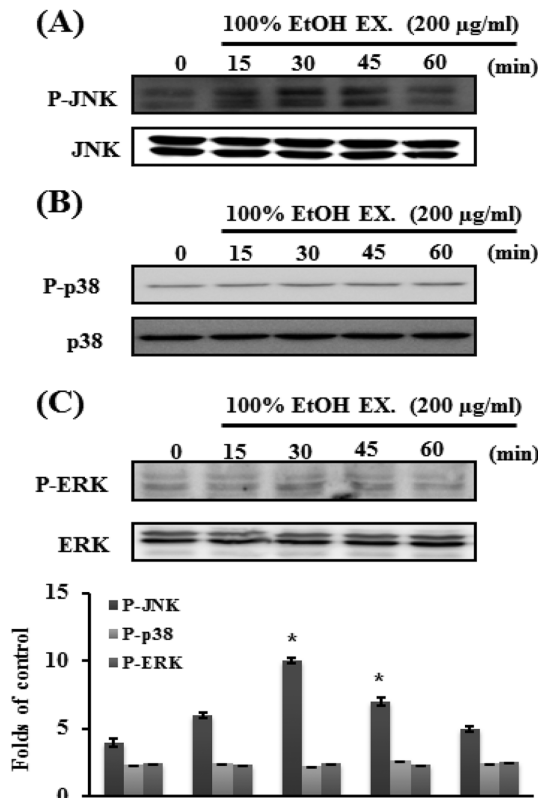 (A)
100% EtOH EX. (200 µg/ml)
0 15 30 45 60 (min)
P-JNK
JNK
(B)
100% EtOH EX. (200 µg/ml)
0 15 30 45 60
P-p38
p38
(C)
100% EtOH EX. (200 µg/ml)
0 15 30 45 60 (min)
P-ERK
ERK
15
10
5
0
Folds of control
P-JNK
P-p38
P-ERK
*
*